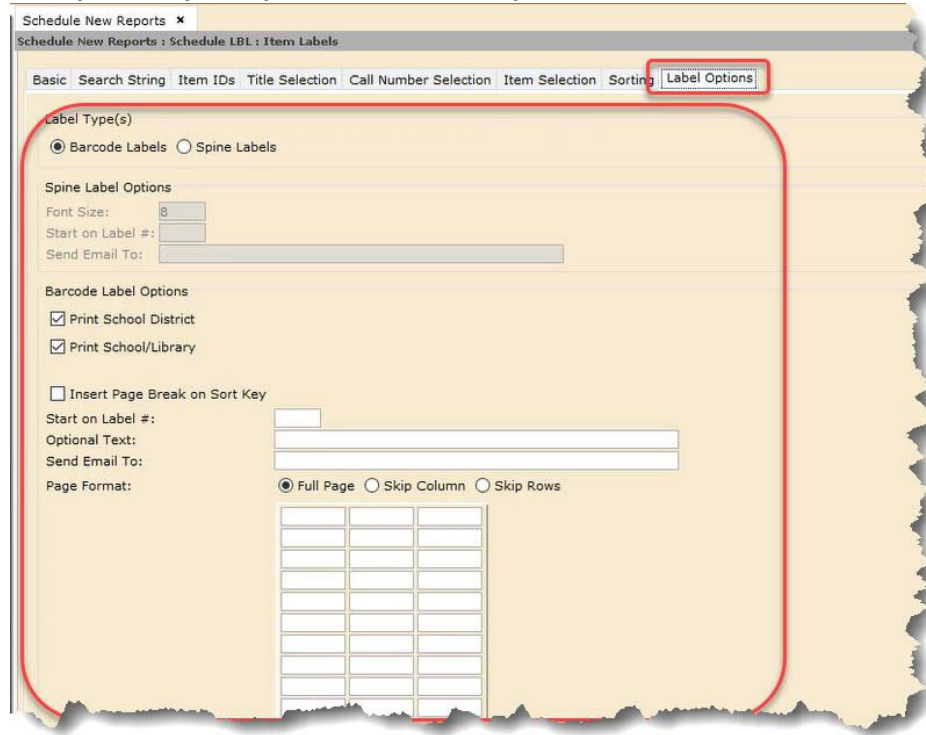 Schedule New Reports ×
Schedule New Reports : Schedule LBL : Item Labels
Basic Search String Item IDs Title Selection Call Number Selection Item Selection Sorting Label Options
Label Type(s)
Barcode Labels Spine Labels
Spine Label Options
Font Size: 8
Start on Label #:
Send Email To:
Barcode Label Options
Print School District
Print School/Library
Insert Page Break on Sort Key
Start on Label #:
Optional Text:
Send Email To:
Page Format: Full Page Skip Column Skip Rows